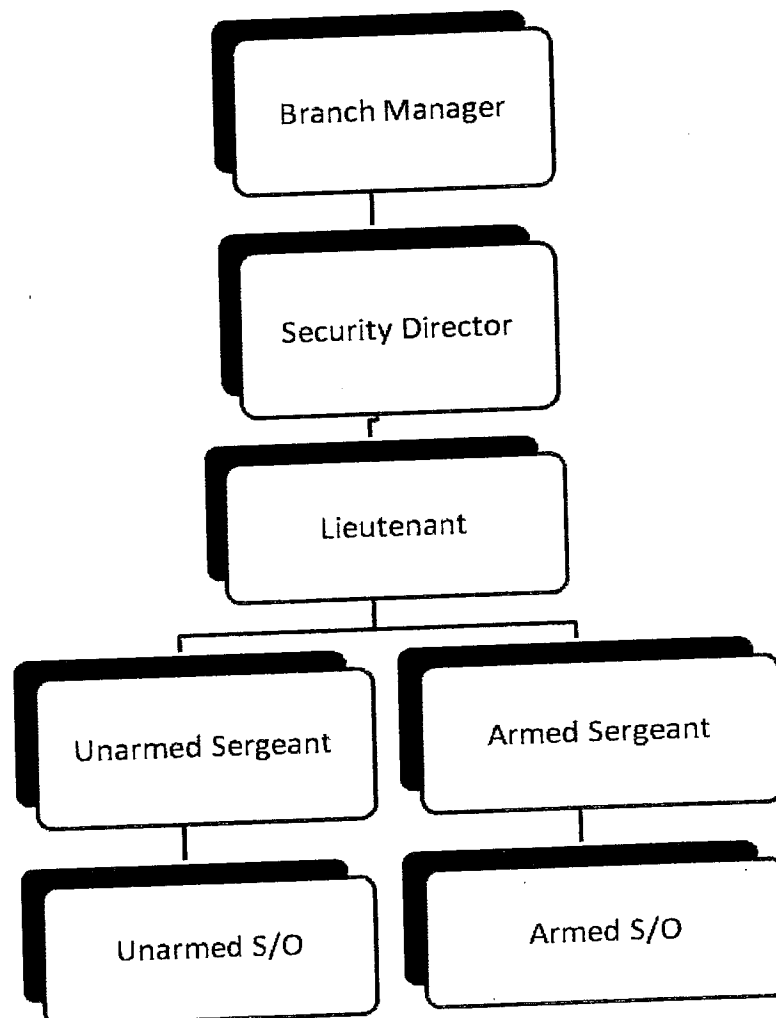 Branch Manager
Security Director
Lieutenant
Unarmed Sergeant
Armed Sergeant
Unarmed S/O
Armed S/O